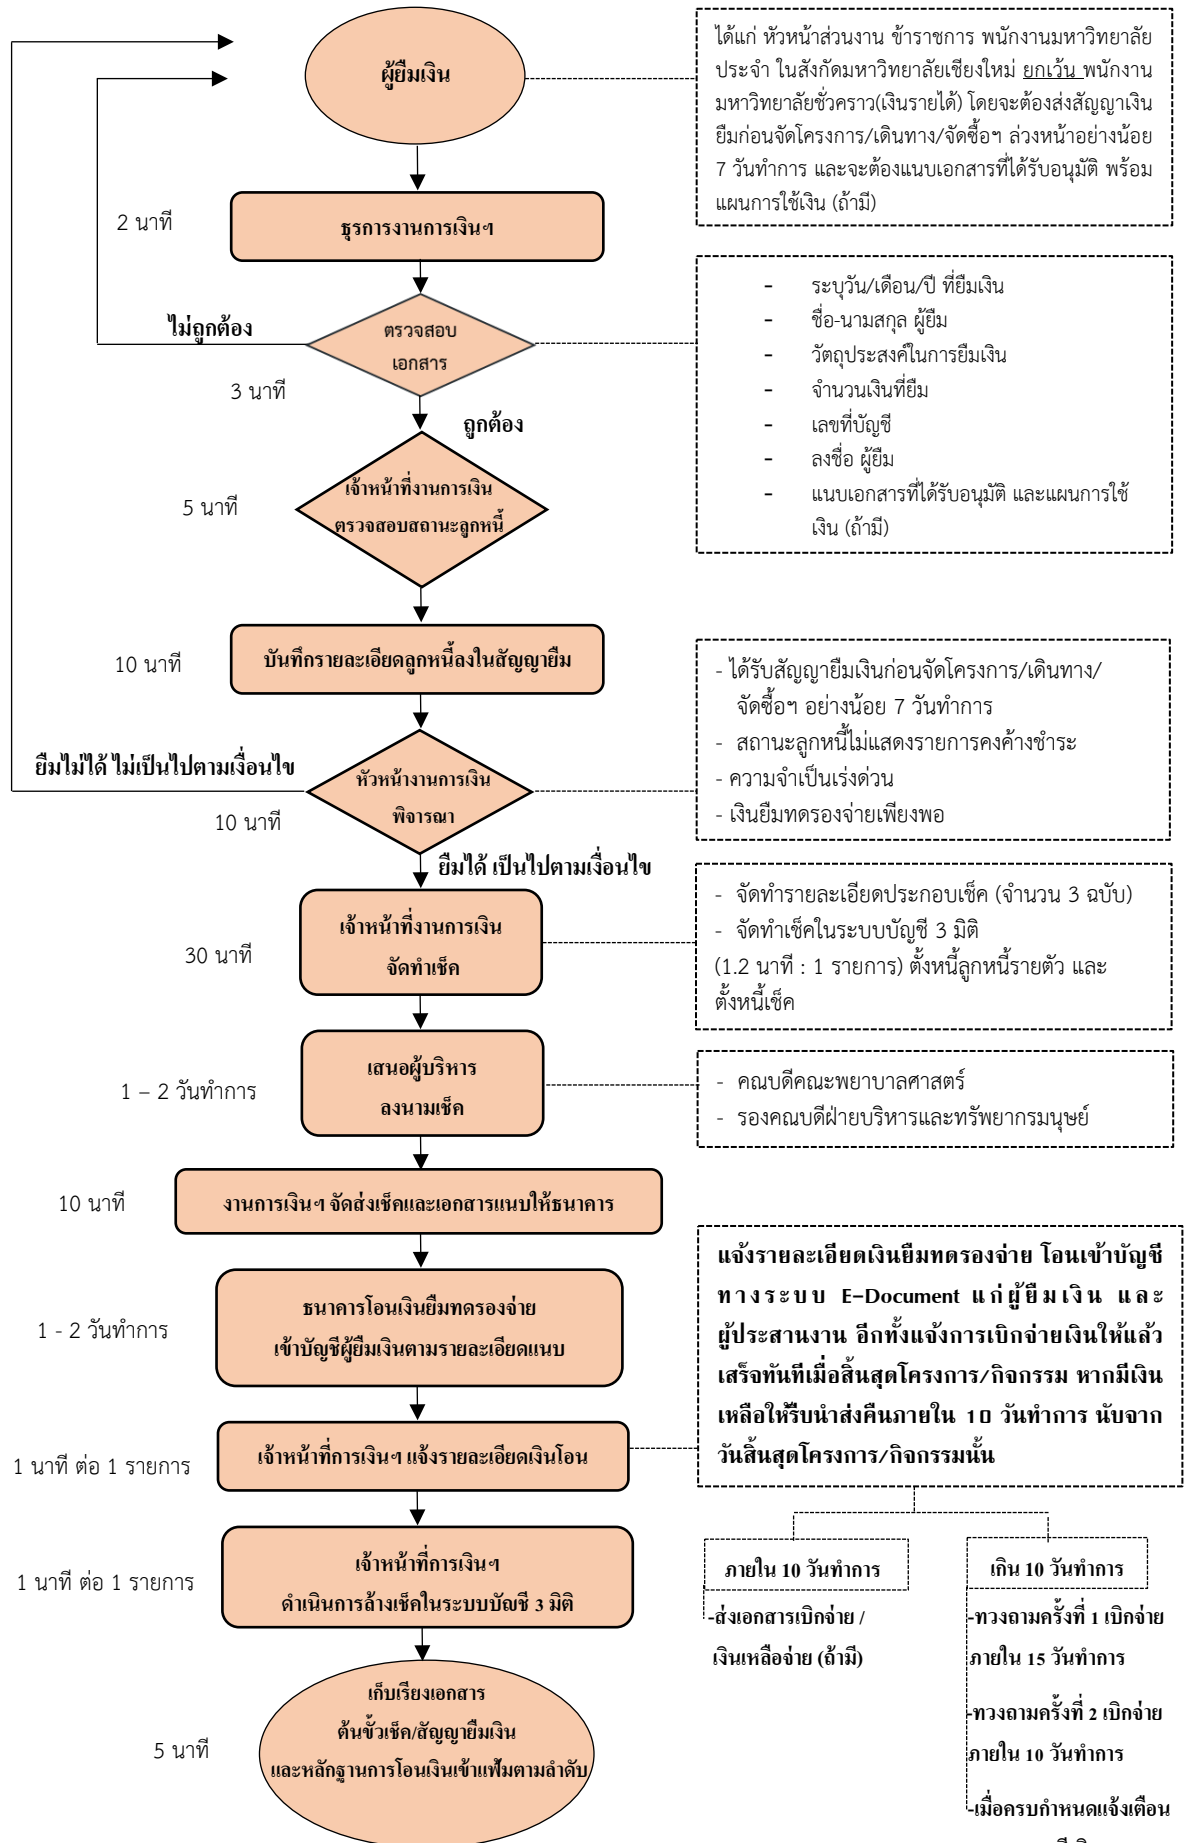 ผู้ยืมเงิน
ได้แก่ หัวหน้าส่วนงาน ข้าราชการ พนักงานมหาวิทยาลัย
ประจำ ในสังกัดมหาวิทยาลัยเชียงใหม่ ยกเว้น พนักงาน
มหาวิทยาลัยชั่วคราว(เงินรายได้) โดยจะต้องส่งสัญญาเงิน
ยืมก่อนจัดโครงการ/เดินทาง/จัดซื้อฯ ล่วงหน้าอย่างน้อย
7 วันทำการ และจะต้องแนบเอกสารที่ได้รับอนุมัติ พร้อม
แผนการใช้เงิน (ถ้ามี)
2 นาที
ธุรการงานการเงินฯ
ไม่ถูกต้อง
ตรวจสอบ
เอกสาร
3 นาที
ถูกต้อง
- ระบุวัน/เดือน/ปี ที่ยืมเงิน
- ชื่อ-นามสกุล ผู้ยืม
- วัตถุประสงค์ในการยืมเงิน
- จำนวนเงินที่ยืม
- เลขที่บัญชี
- ลงชื่อ ผู้ยืม
- แนบเอกสารที่ได้รับอนุมัติ และแผนการใช้
เงิน (ถ้ามี)
5 นาที
เจ้าหน้าที่งานการเงิน
ตรวจสอบสถานะลูกหนี้
10 นาที
บันทึกรายละเอียดลูกหนี้ลงในสัญญายืม
ยืมไม่ได้ ไม่เป็นไปตามเงื่อนไข
หัวหน้างานการเงิน
พิจารณา
10 นาที
ยืมได้ เป็นไปตามเงื่อนไข
- ได้รับสัญญายืมเงินก่อนจัดโครงการ/เดินทาง/
จัดซื้อฯ อย่างน้อย 7 วันทำการ
- สถานะลูกหนี้ไม่แสดงรายการคงค้างชำระ
- ความจำเป็นเร่งด่วน
- เงินยืมทดรองจ่ายเพียงพอ
30 นาที
เจ้าหน้าที่งานการเงิน
จัดทำเช็ค
- จัดทำรายละเอียดประกอบเช็ค (จำนวน 3 ฉบับ)
- จัดทำเช็คในระบบบัญชี 3 มิติ
(1.2 นาที : 1 รายการ) ตั้งหนี้ลูกหนี้รายตัว และ
ตั้งหนี้เช็ค
1 – 2 วันทำการ
เสนอผู้บริหาร
ลงนามเช็ค
- คณบดีคณะพยาบาลศาสตร์
- รองคณบดีฝ่ายบริหารและทรัพยากรมนุษย์
10 นาที
งานการเงินฯ จัดส่งเช็คและเอกสารแนบให้ธนาคาร
1 - 2 วันทำการ
ธนาคารโอนเงินยืมทดรองจ่าย
เข้าบัญชีผู้ยืมเงินตามรายละเอียดแนบ
แจ้งรายละเอียดเงินยืมทดรองจ่าย โอนเข้าบัญชี
ทางระบบ E-Document แก่ผู้ยืมเงิน และ
ผู้ประสานงาน อีกทั้งแจ้งการเบิกจ่ายเงินให้แล้ว
เสร็จทันทีเมื่อสิ้นสุดโครงการ/กิจกรรม หากมีเงิน
เหลือให้รีบนำส่งคืนภายใน 10 วันทำการ นับจาก
วันสิ้นสุดโครงการ/กิจกรรมนั้น
1 นาที ต่อ 1 รายการ
เจ้าหน้าที่การเงินฯ แจ้งรายละเอียดเงินโอน
1 นาที ต่อ 1 รายการ
เจ้าหน้าที่การเงินฯ
ดำเนินการล้างเช็คในระบบบัญชี 3 มิติ
ภายใน 10 วันทำการ
-ส่งเอกสารเบิกจ่าย /
เงินเหลือจ่าย (ถ้ามี)
เกิน 10 วันทำการ
-ทวงถามครั้งที่ 1 เบิกจ่าย
ภายใน 15 วันทำการ
-ทวงถามครั้งที่ 2 เบิกจ่าย
ภายใน 10 วันทำการ
-เมื่อครบกำหนดแจ้งเตือน
5 นาที
เก็บเรียงเอกสาร
ต้นขั้วเช็ค/สัญญายืมเงิน
และหลักฐานการโอนเงินเข้าแฟ้มตามลำดับ